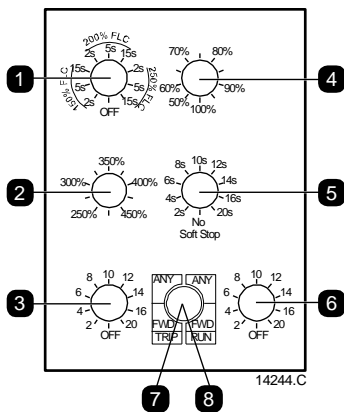 200% FLC
2s 5s 15s
150% FLC
15s 5s 2s
250% FLC
2s 5s 15s
OFF
1
70% 80%
60% 90%
50% 100%
4
350%
300% 400%
250% 450%
2
10s
8s 12s
6s 14s
4s 16s
2s 20s
No
Soft Stop
5
10
8 12
6 14
4 16
2 20
OFF
3
ANY ANY
FWD FWD
TRIP RUN
10
8 12
6 14
4 16
2 20
OFF
6
7 8
14244.C